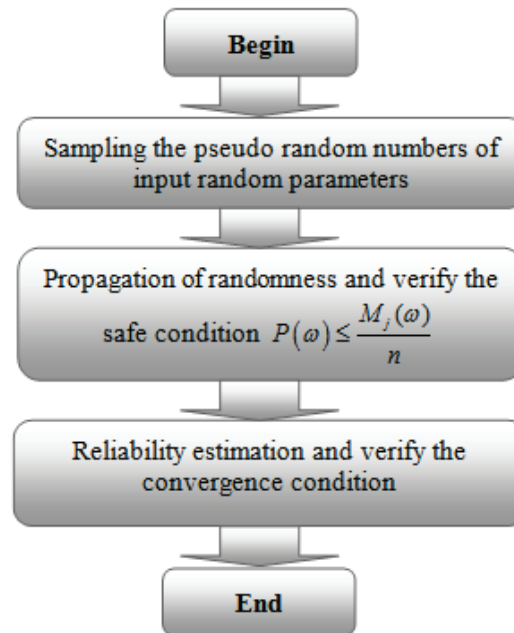 Begin
Sampling the pseudo random numbers of
input random parameters
Propagation of randomness and verify the
safe condition P(ω) ≤ M_j(ω) / n
Reliability estimation and verify the
convergence condition
End